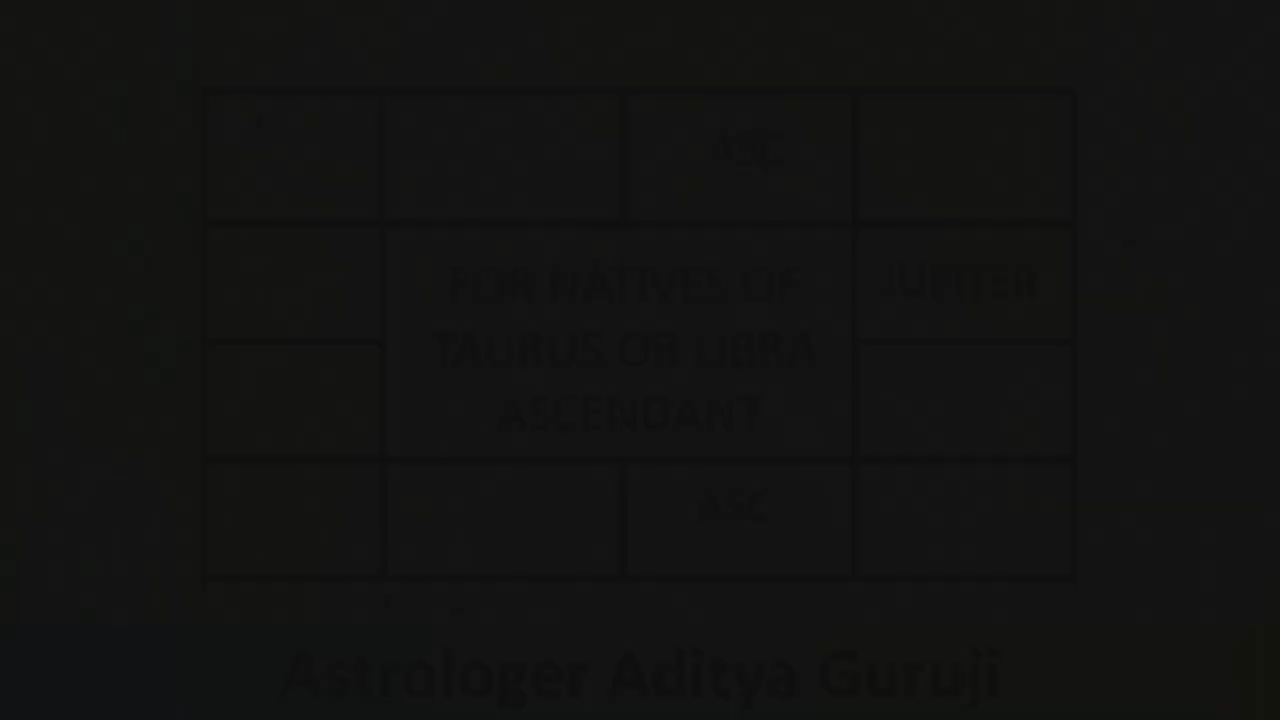 ASC
FOR NATIVES OF
JUPITER
TAURUS OR LIBRA
ASCENDANT
ASC
Astrologer Aditya Guruji